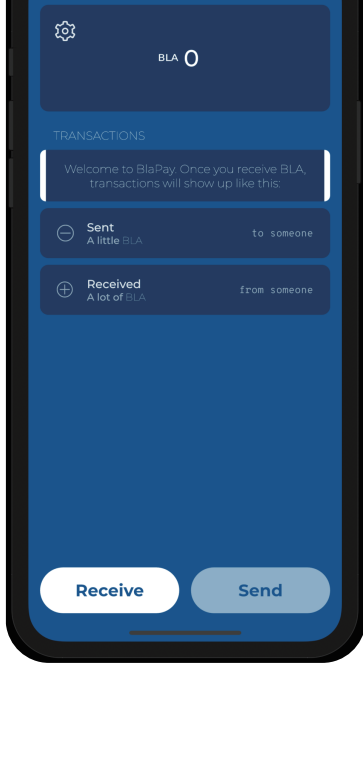 BLA 0
TRANSACTIONS
Welcome to BlaPay. Once you receive BLA,
transactions will show up like this:
Sent
A little BLA
to someone
Received
A lot of BLA
from someone
Receive
Send